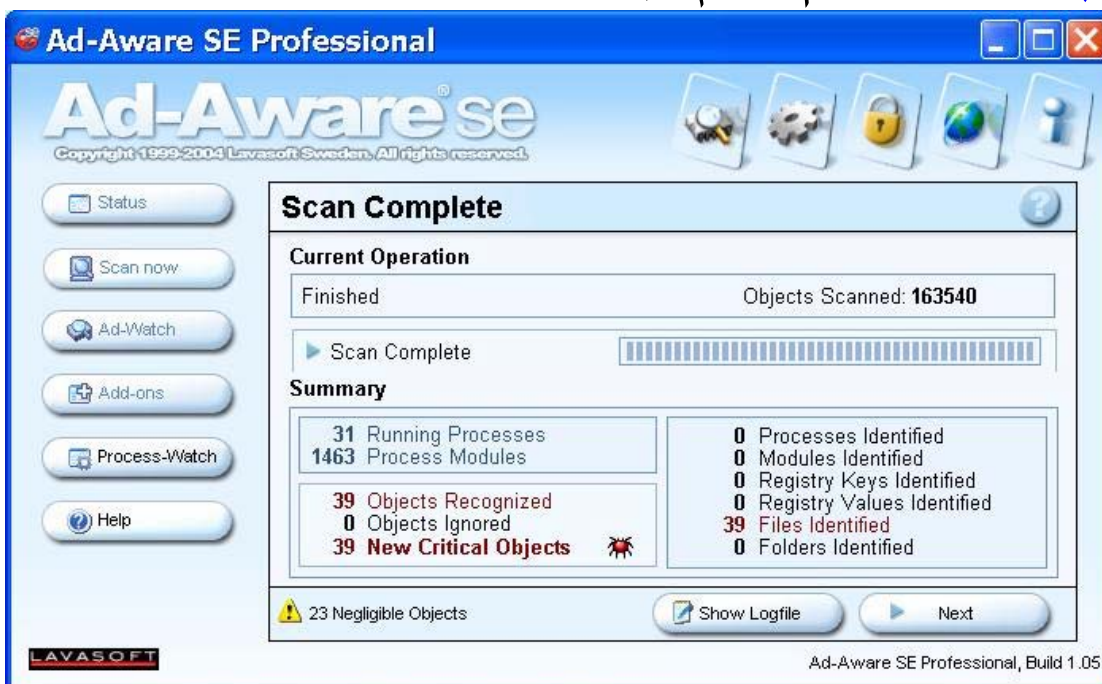 Ad-Aware SE Professional
Ad-Aware® se
Copyright 1999-2004 Lavasoft Sweden. All rights reserved.
Status
Scan now
Ad-Watch
Add-ons
Process-Watch
Help
Scan Complete
Current Operation
Finished
Objects Scanned: 163540
Scan Complete
Summary
31 Running Processes
1463 Process Modules
39 Objects Recognized
0 Objects Ignored
39 New Critical Objects
0 Processes Identified
0 Modules Identified
0 Registry Keys Identified
0 Registry Values Identified
39 Files Identified
0 Folders Identified
23 Negligible Objects
Show Logfile
Next
LAVASOFT
Ad-Aware SE Professional, Build 1.05